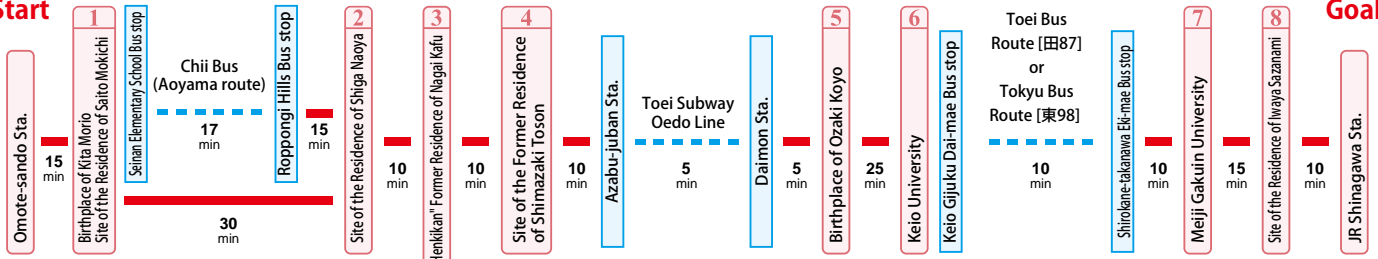 Start
Omote-sando Sta.
15
min
1
Birthplace of Kita Morio
Site of the Residence of Saito Mokichi
Seinan Elementary School Bus stop
Chii Bus
(Aoyama route)
17
min
Roppongi Hills Bus stop
15
min
30
min
2
Site of the Residence of Shiga Naoya
10
min
3
Henkikan" Former Residence of Nagai Kafu
10
min
4
Site of the Former Residence
of Shimazaki Toson
10
min
Azabu-juban Sta.
Toei Subway
Oedo Line
5
min
Daimon Sta.
5
min
5
Birthplace of Ozaki Koyo
25
min
6
Keio University
Keio Gijuku Dai-mae Bus stop
Toei Bus
Route [田87]
or
Tokyu Bus
Route [東98]
10
min
Shirokane-takanawa Eki-mae Bus stop
10
min
7
Meiji Gakuin University
15
min
8
Site of the Residence of Iwaya Sazanami
10
min
JR Shinagawa Sta.
Goal